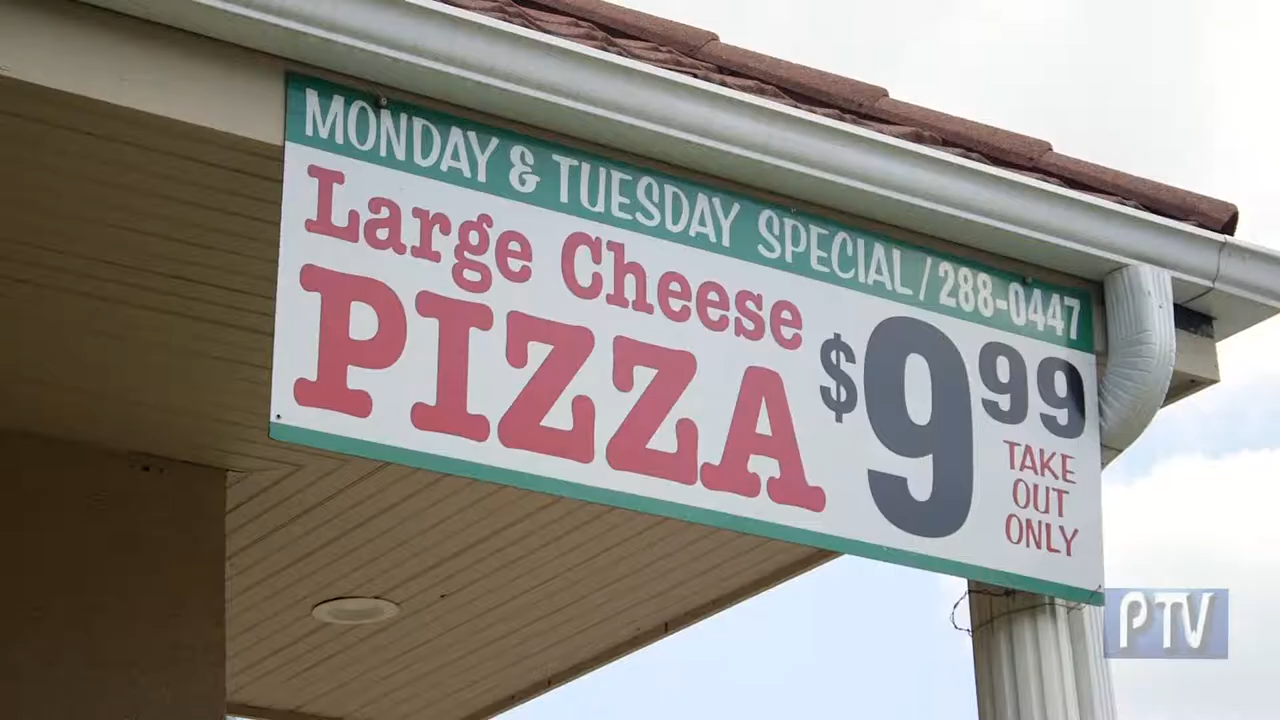 MONDAY & TUESDAY SPECIAL / 288-0447
Large Cheese
PIZZA
$9.99
TAKE
OUT
ONLY
PTV